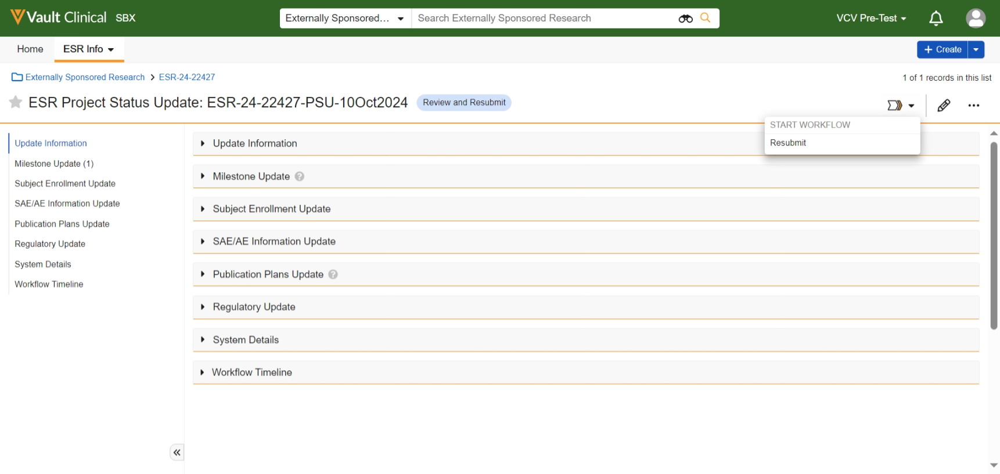 Vault Clinical SBX
Externally Sponsored...
Search Externally Sponsored Research
VCV Pre-Test
Home
ESR Info
+ Create
Externally Sponsored Research > ESR-24-22427
1 of 1 records in this list
ESR Project Status Update: ESR-24-22427-PSU-10Oct2024
Review and Resubmit
START WORKFLOW
Resubmit
Update Information
Milestone Update (1)
Subject Enrollment Update
SAE/AE Information Update
Publication Plans Update
Regulatory Update
System Details
Workflow Timeline
Update Information
Milestone Update ?
Subject Enrollment Update
SAE/AE Information Update
Publication Plans Update ?
Regulatory Update
System Details
Workflow Timeline